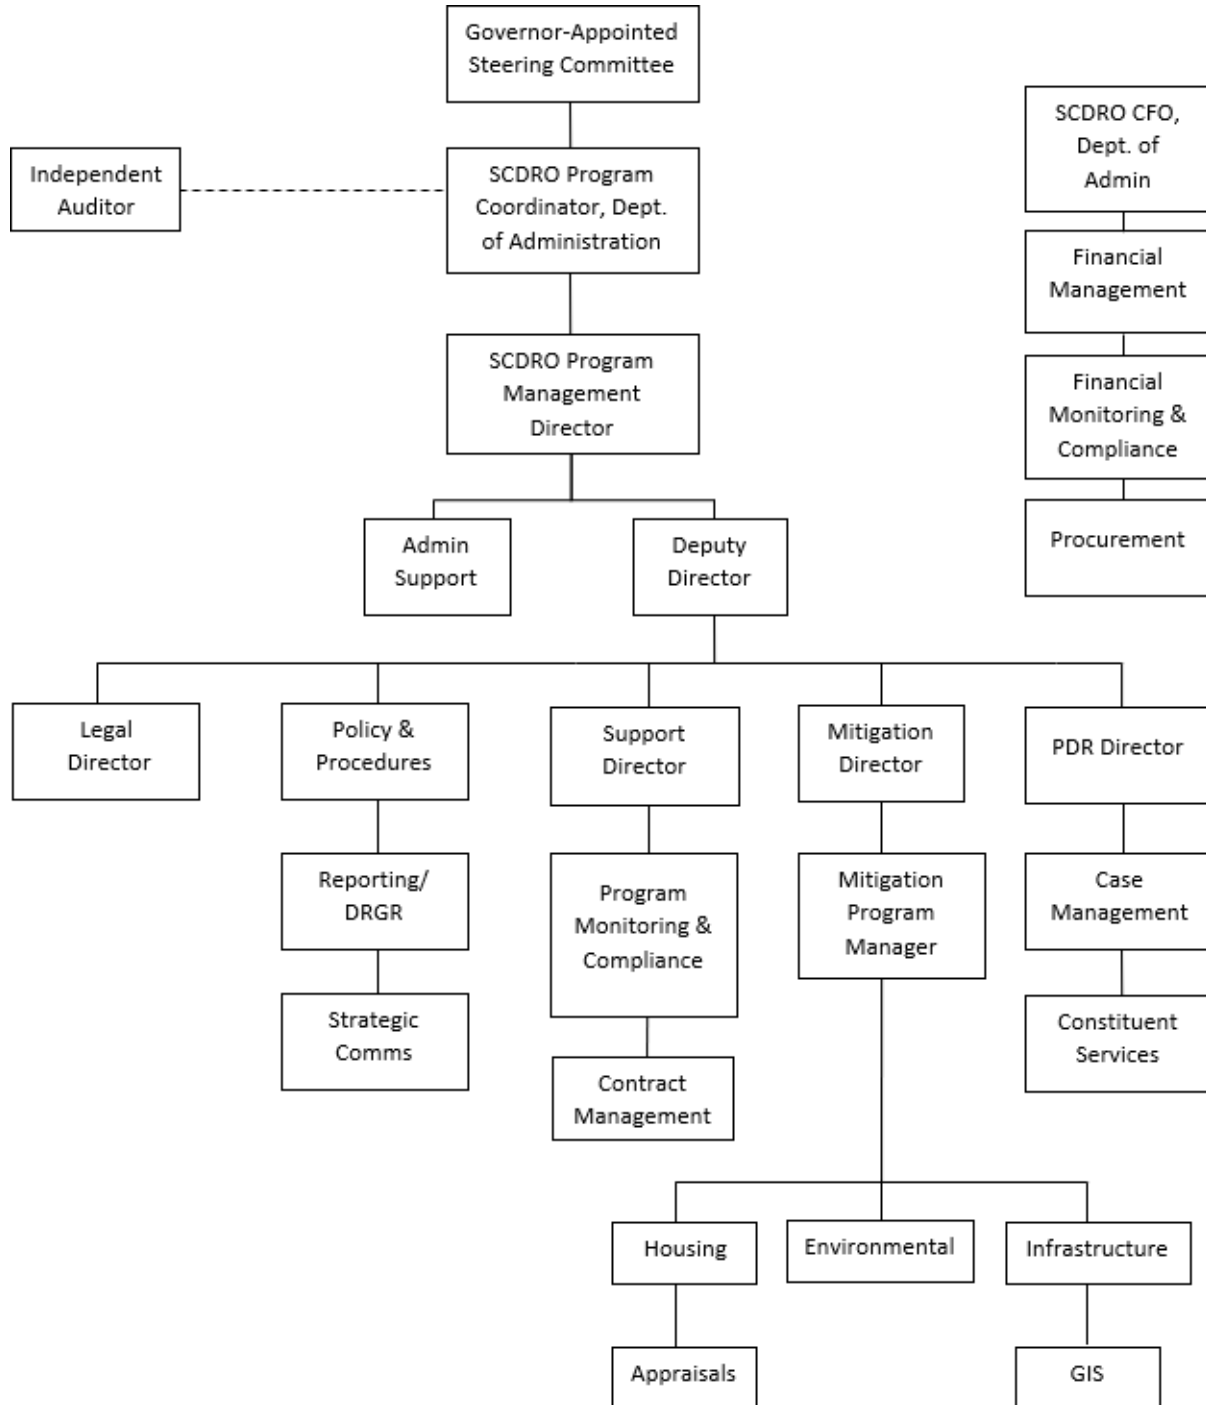 Governor-Appointed
Steering Committee
SCDRO CFO,
Dept. of
Admin
Independent
Auditor
SCDRO Program
Coordinator, Dept.
of Administration
Financial
Management
SCDRO Program
Management
Director
Financial
Monitoring &
Compliance
Admin
Support
Deputy
Director
Procurement
Legal
Director
Policy &
Procedures
Support
Director
Mitigation
Director
PDR Director
Reporting/
DRGR
Program
Monitoring &
Compliance
Mitigation
Program
Manager
Case
Management
Strategic
Comms
Contract
Management
Constituent
Services
Housing
Environmental
Infrastructure
Appraisals
GIS